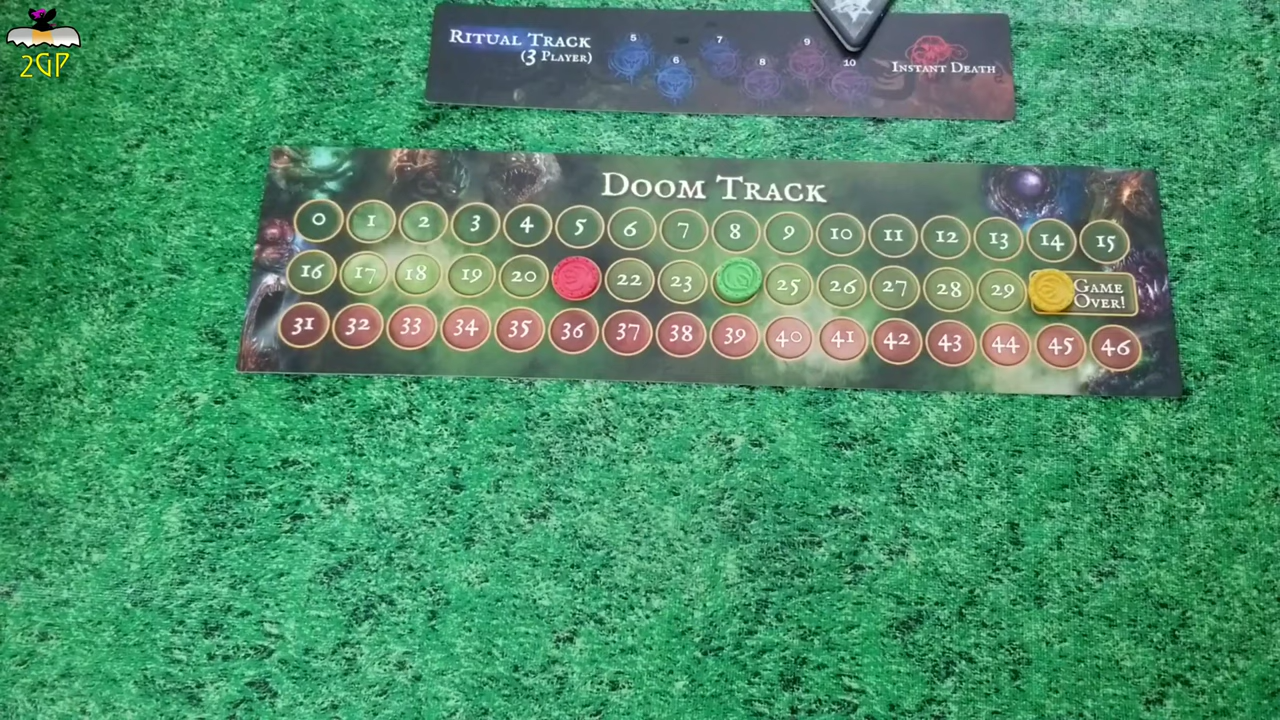 2GP
RITUAL TRACK
(3 PLAYER)
5 6 7 8 9 10
INSTANT DEATH
DOOM TRACK
0 1 2 3 4 5 6 7 8 9 10 11 12 13 14 15
16 17 18 19 20 22 23 25 26 27 28 29 GAME OVER!
31 32 33 34 35 36 37 38 39 40 41 42 43 44 45 46